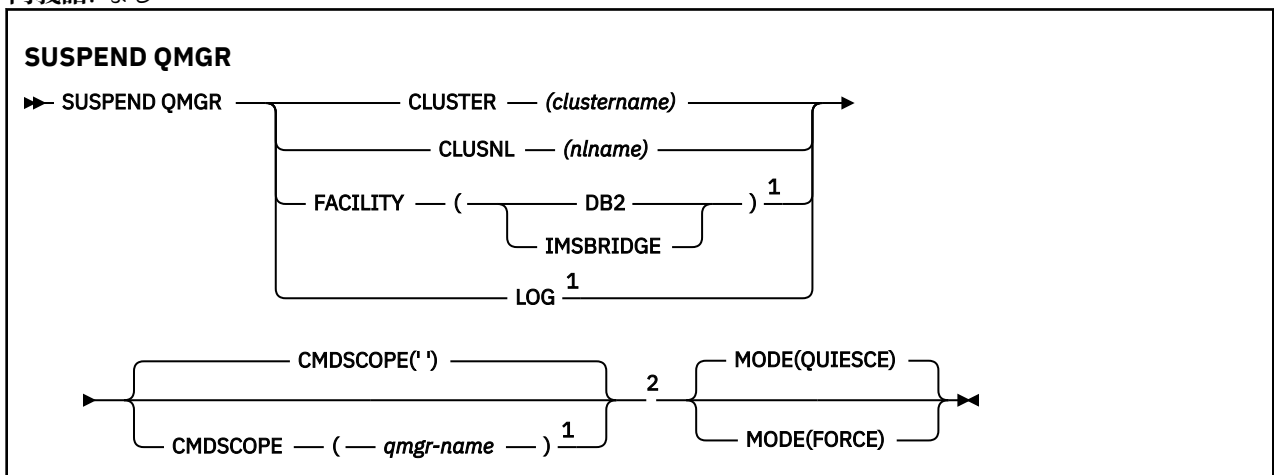 SUSPEND QMGR
SUSPEND QMGR CLUSTER (clustername)
CLUSNL (nlname)
FACILITY ( DB2 ) 1
IMSBRIDGE
LOG 1
CMDSCOPE(' ') 2 MODE(QUIESCE)
CMDSCOPE ( qmgr-name ) 1 MODE(FORCE)